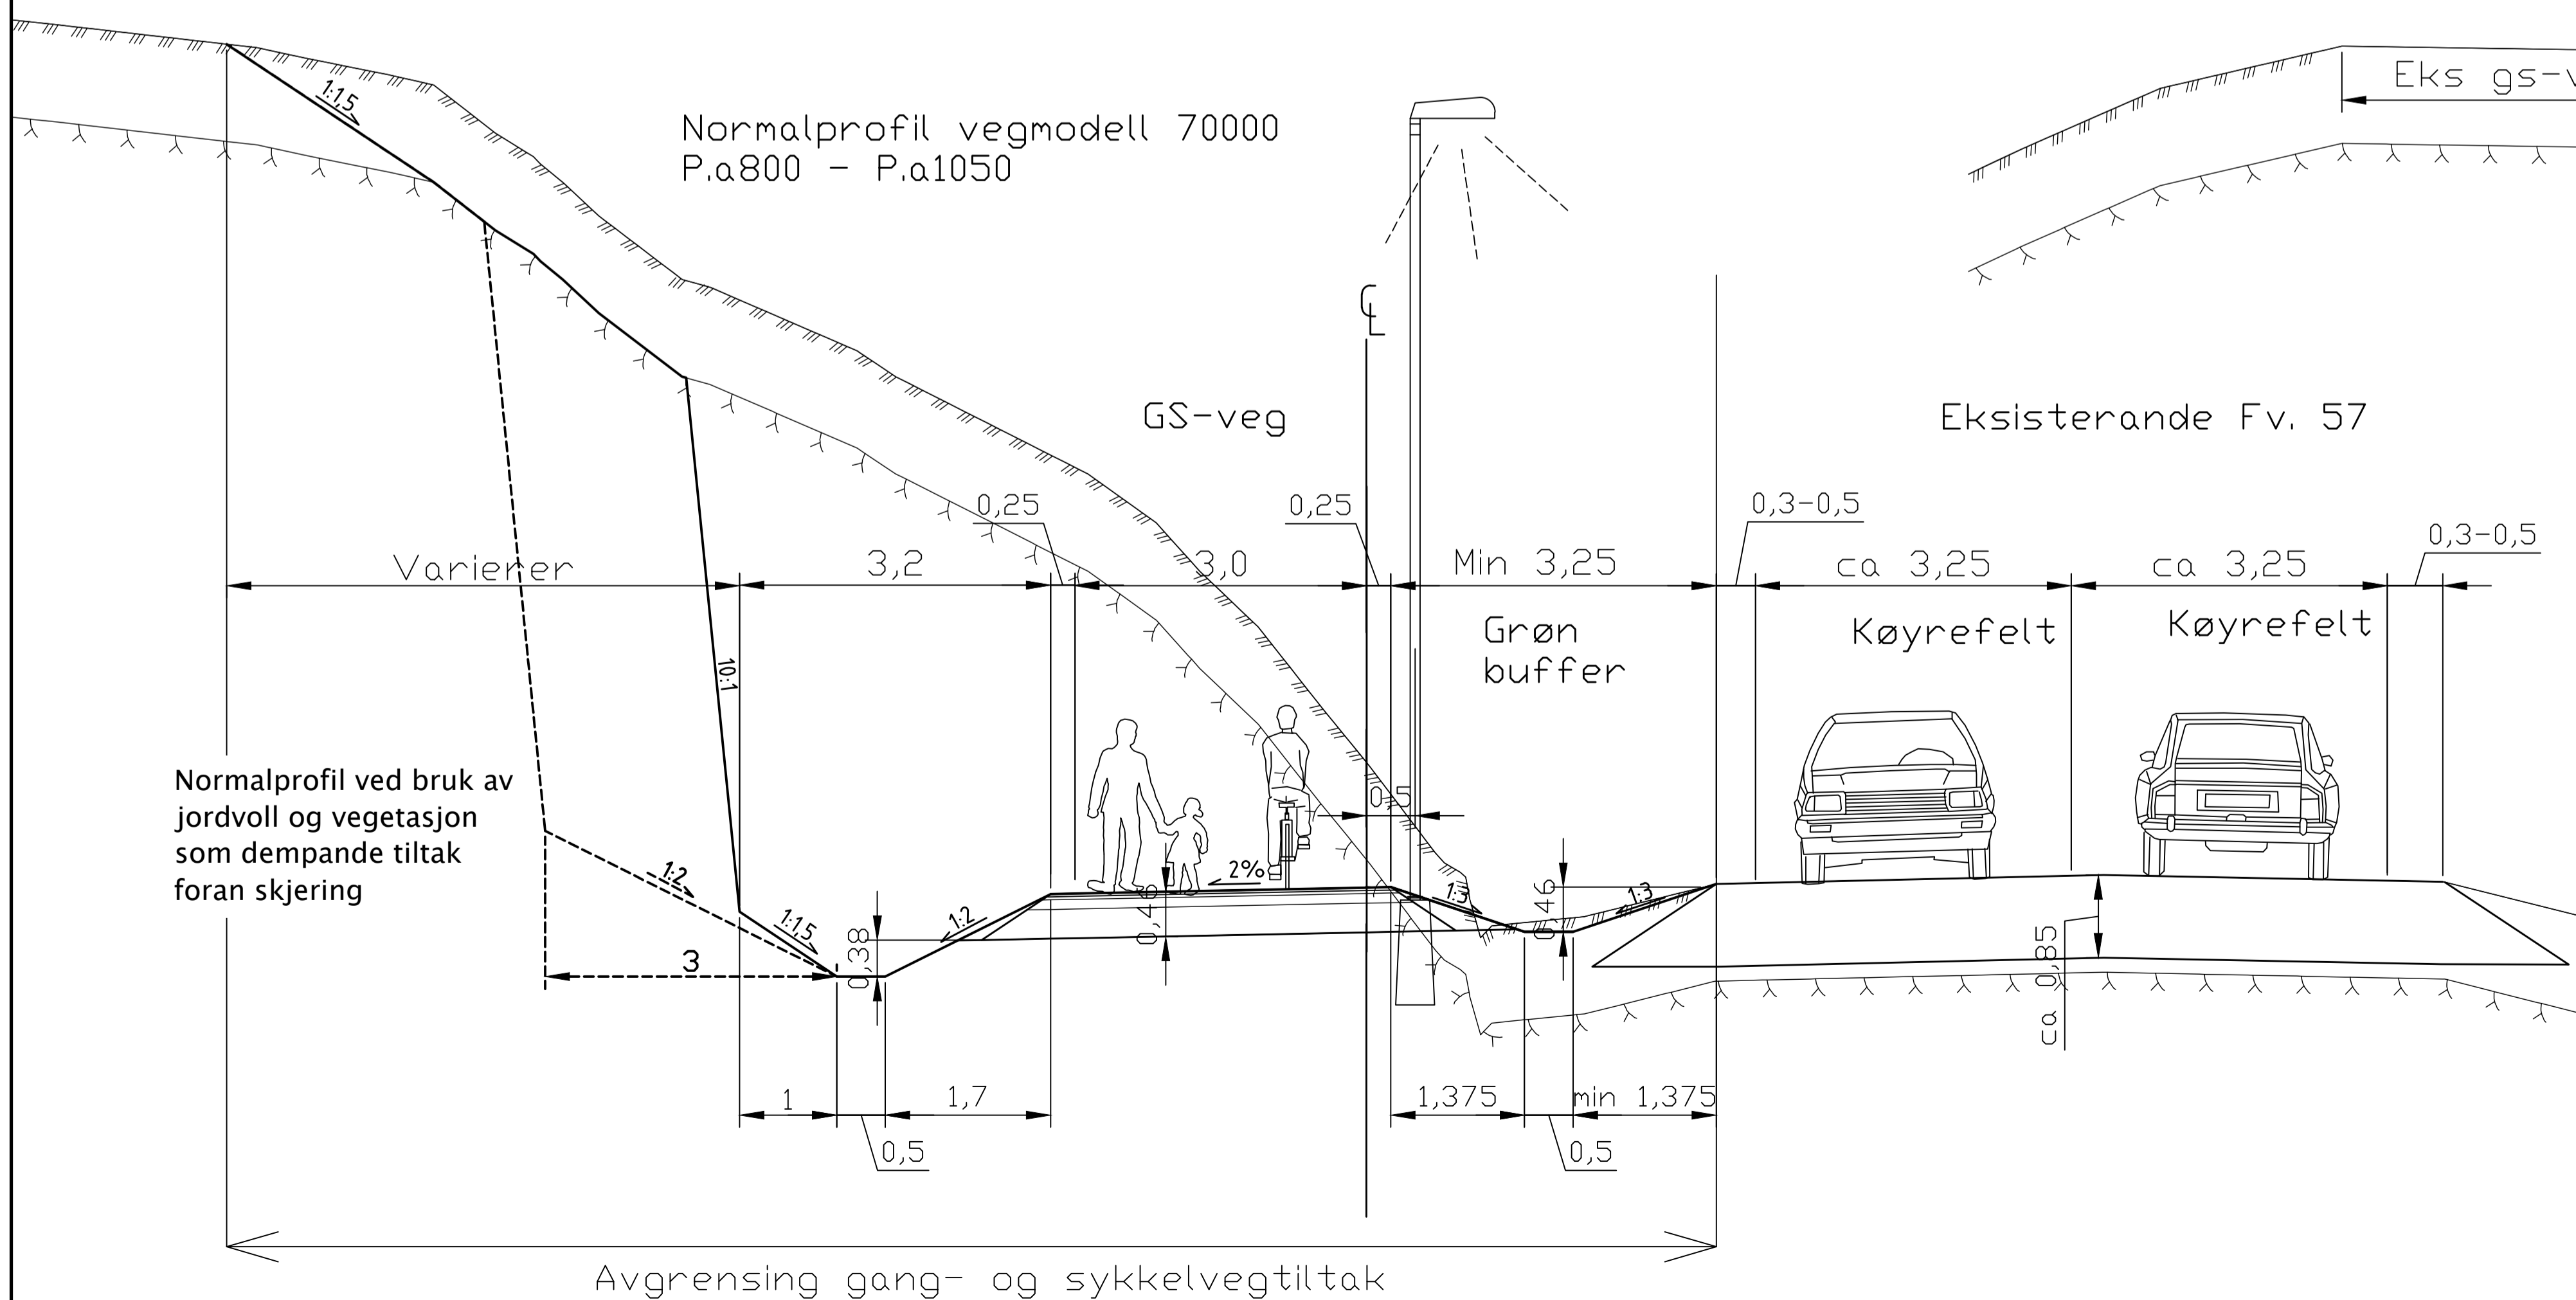 Eks gs-v
1:1,5
Normalprofil vegmodell 70000
P.a800 - P.a1050
℄
GS-veg
Eksisterande Fv. 57
0,25
0,25
0,3-0,5
0,3-0,5
Varierer
3,2
3,0
Min 3,25
ca 3,25
ca 3,25
Grøn
buffer
Køyrefelt
Køyrefelt
10:1
Normalprofil ved bruk av
jordvoll og vegetasjon
som dempande tiltak
foran skjering
0,5
1:2
1:1,5
1:2
2%
1:3
1:3
0,38
0,46
0,46
ca 0,85
3
1
1,7
1,375
min 1,375
0,5
0,5
Avgrensing gang- og sykkelvegtiltak